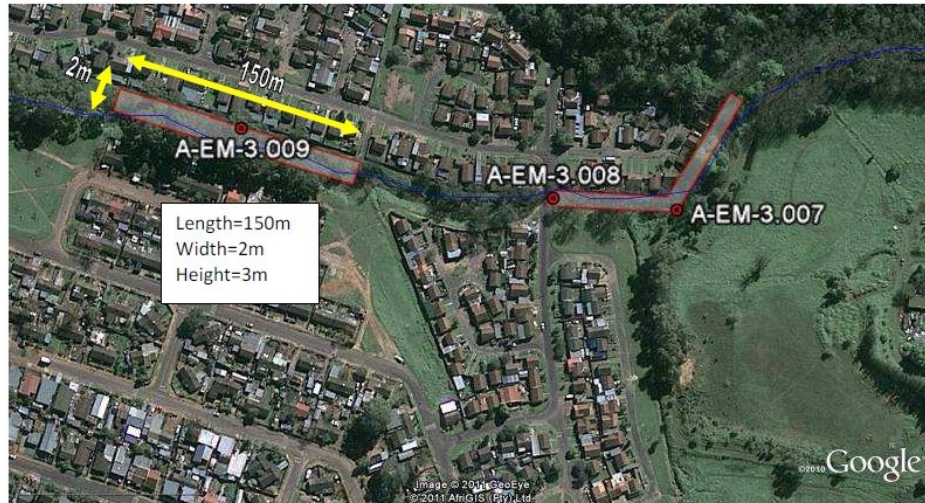 2m
150m
A-EM-3.009
A-EM-3.008
A-EM-3.007
Length=150m
Width=2m
Height=3m
Image © 2011 GeoEye
© 2011 AfriGIS (Pty) Ltd.
©2010 Google